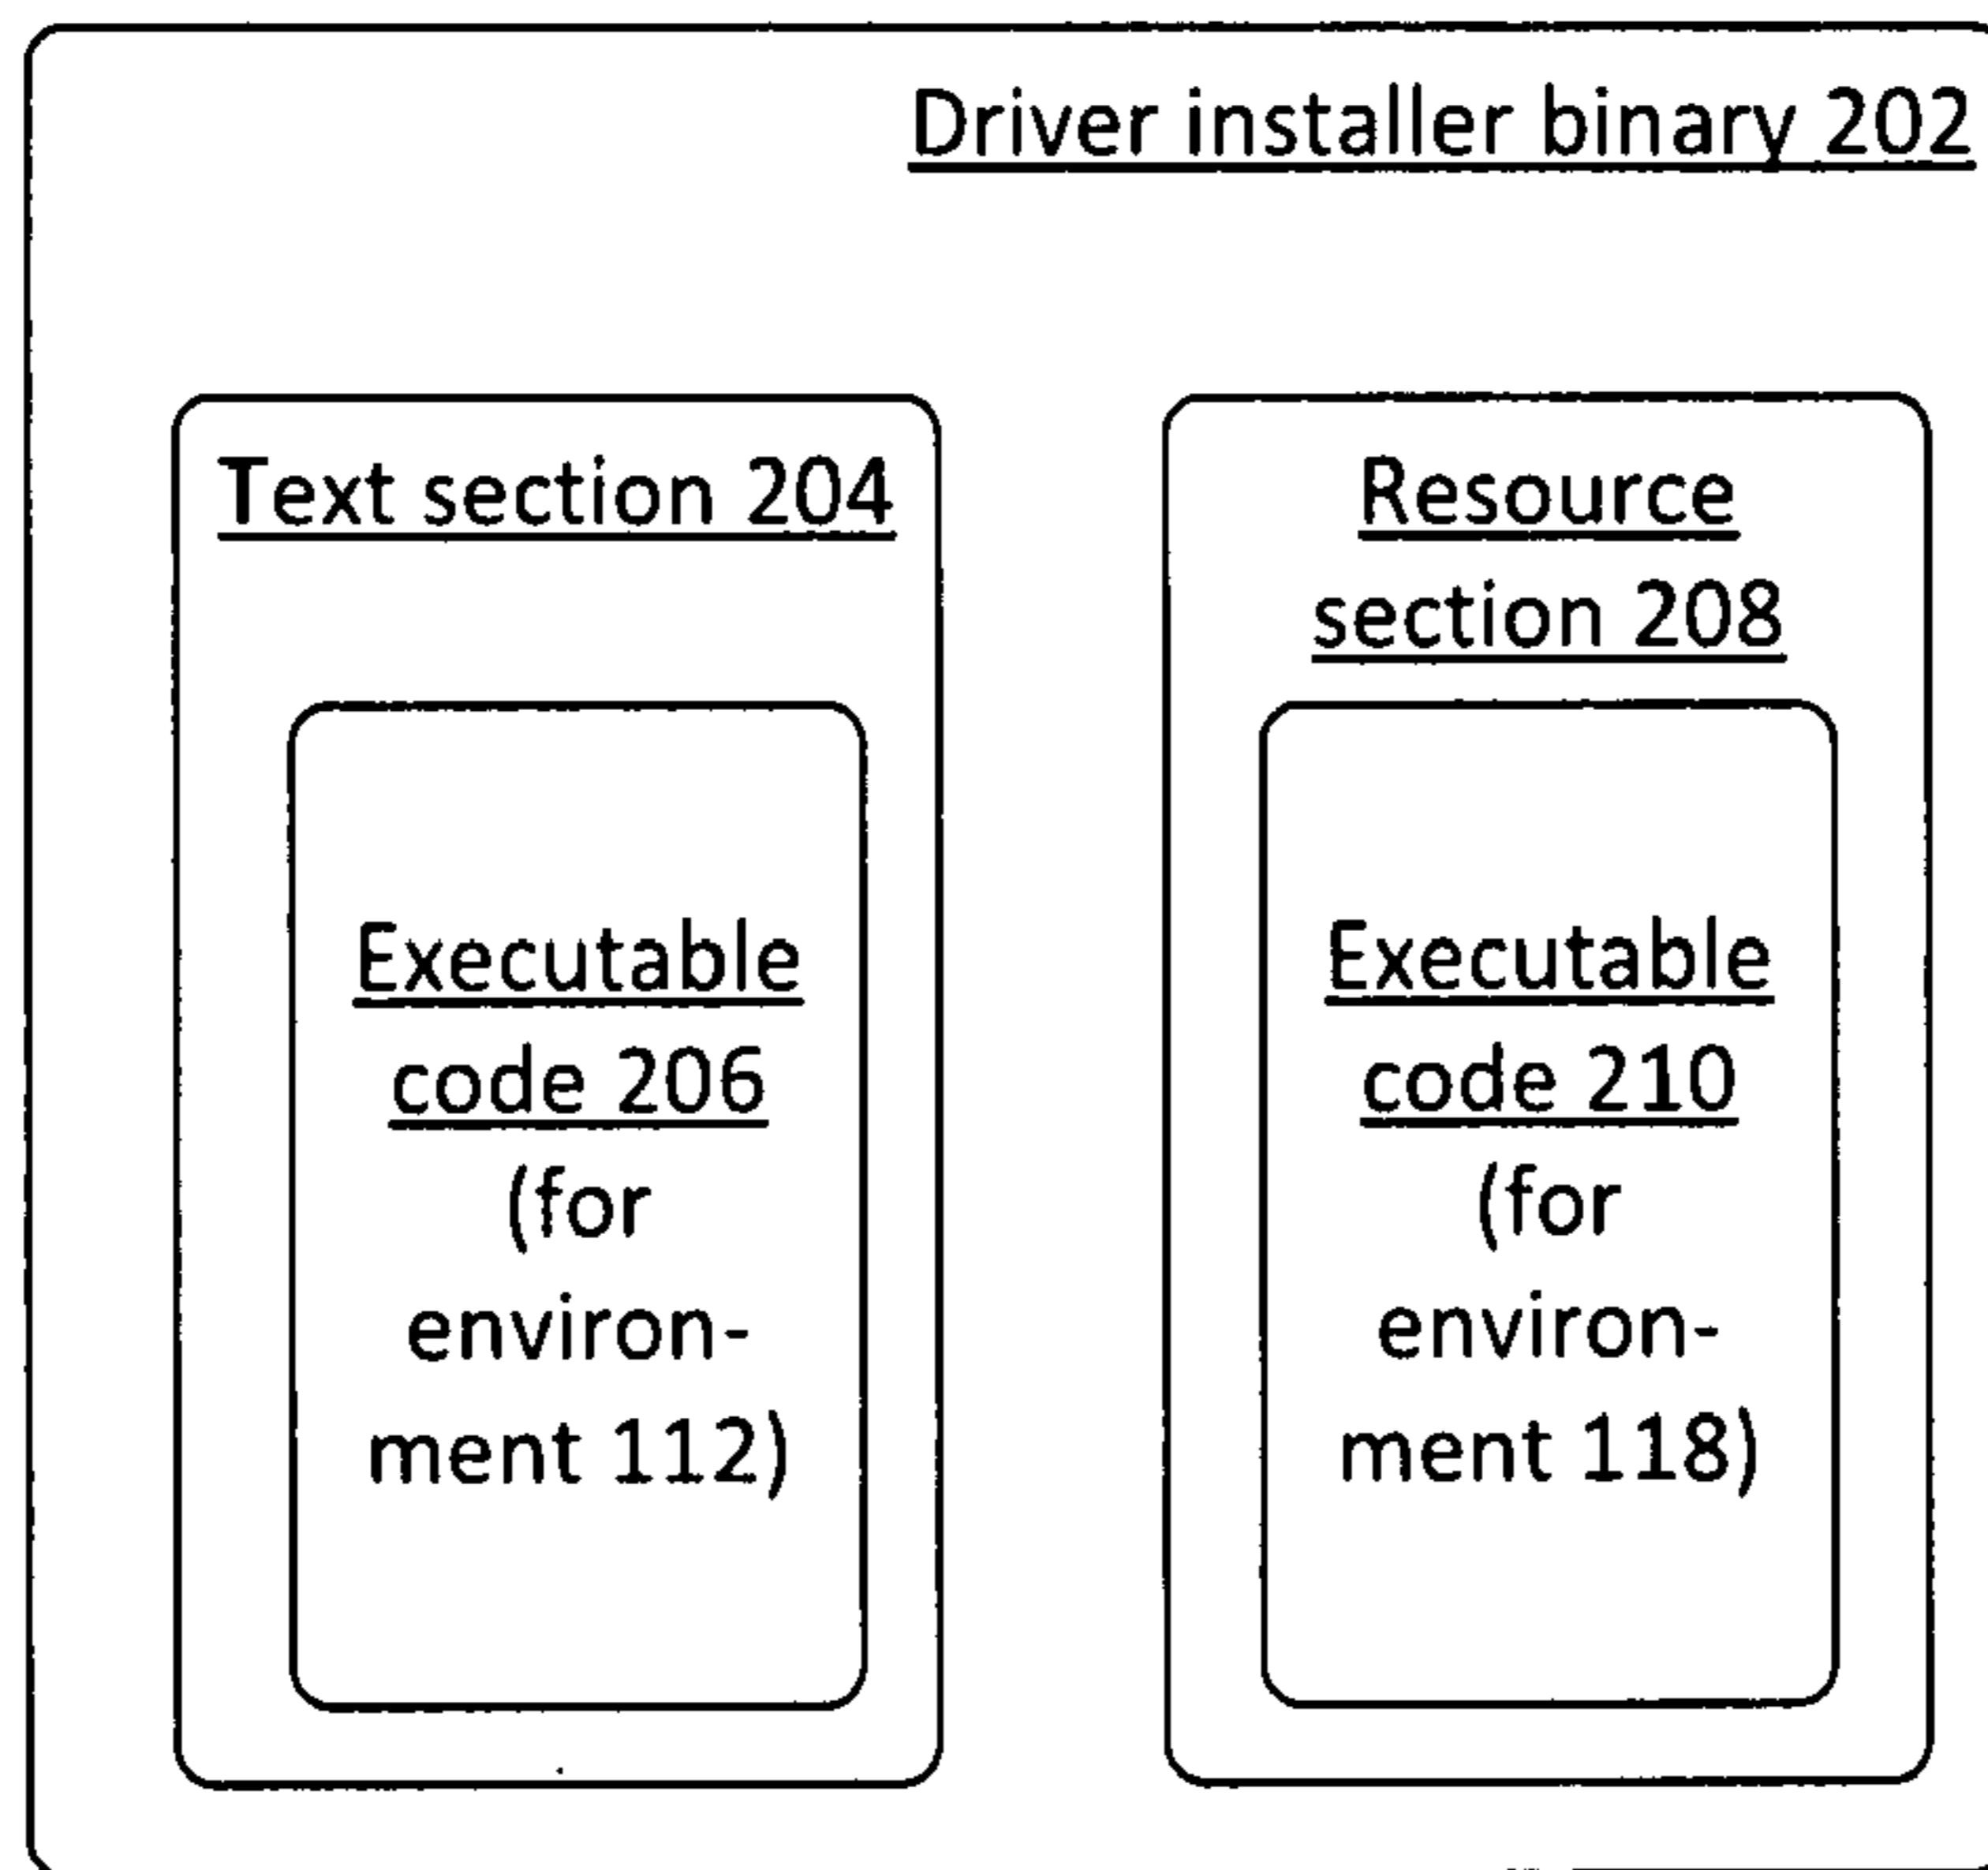 Driver installer binary 202
Text section 204
Executable
code 206
(for
environ-
ment 112)
Resource
section 208
Executable
code 210
(for
environ-
ment 118)